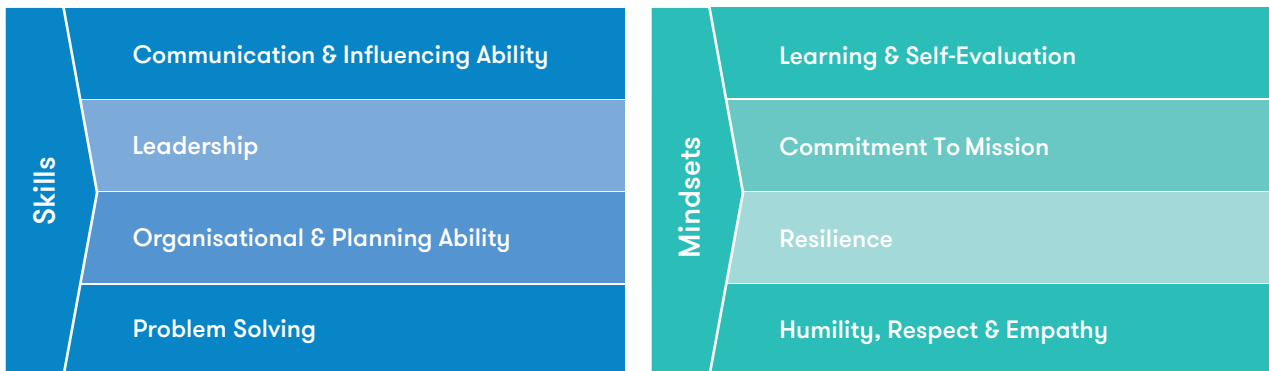 Skills
Communication & Influencing Ability
Leadership
Organisational & Planning Ability
Problem Solving
Mindsets
Learning & Self-Evaluation
Commitment To Mission
Resilience
Humility, Respect & Empathy